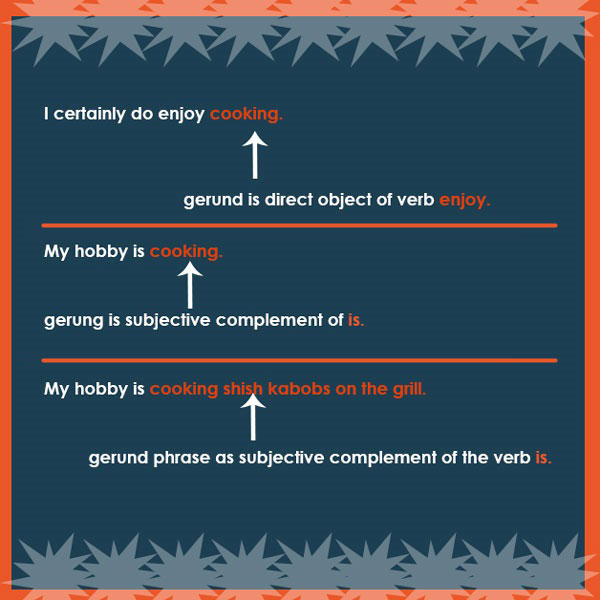 I certainly do enjoy cooking.
gerund is direct object of verb enjoy.
My hobby is cooking.
gerung is subjective complement of is.
My hobby is cooking shish kabobs on the grill.
gerund phrase as subjective complement of the verb is.